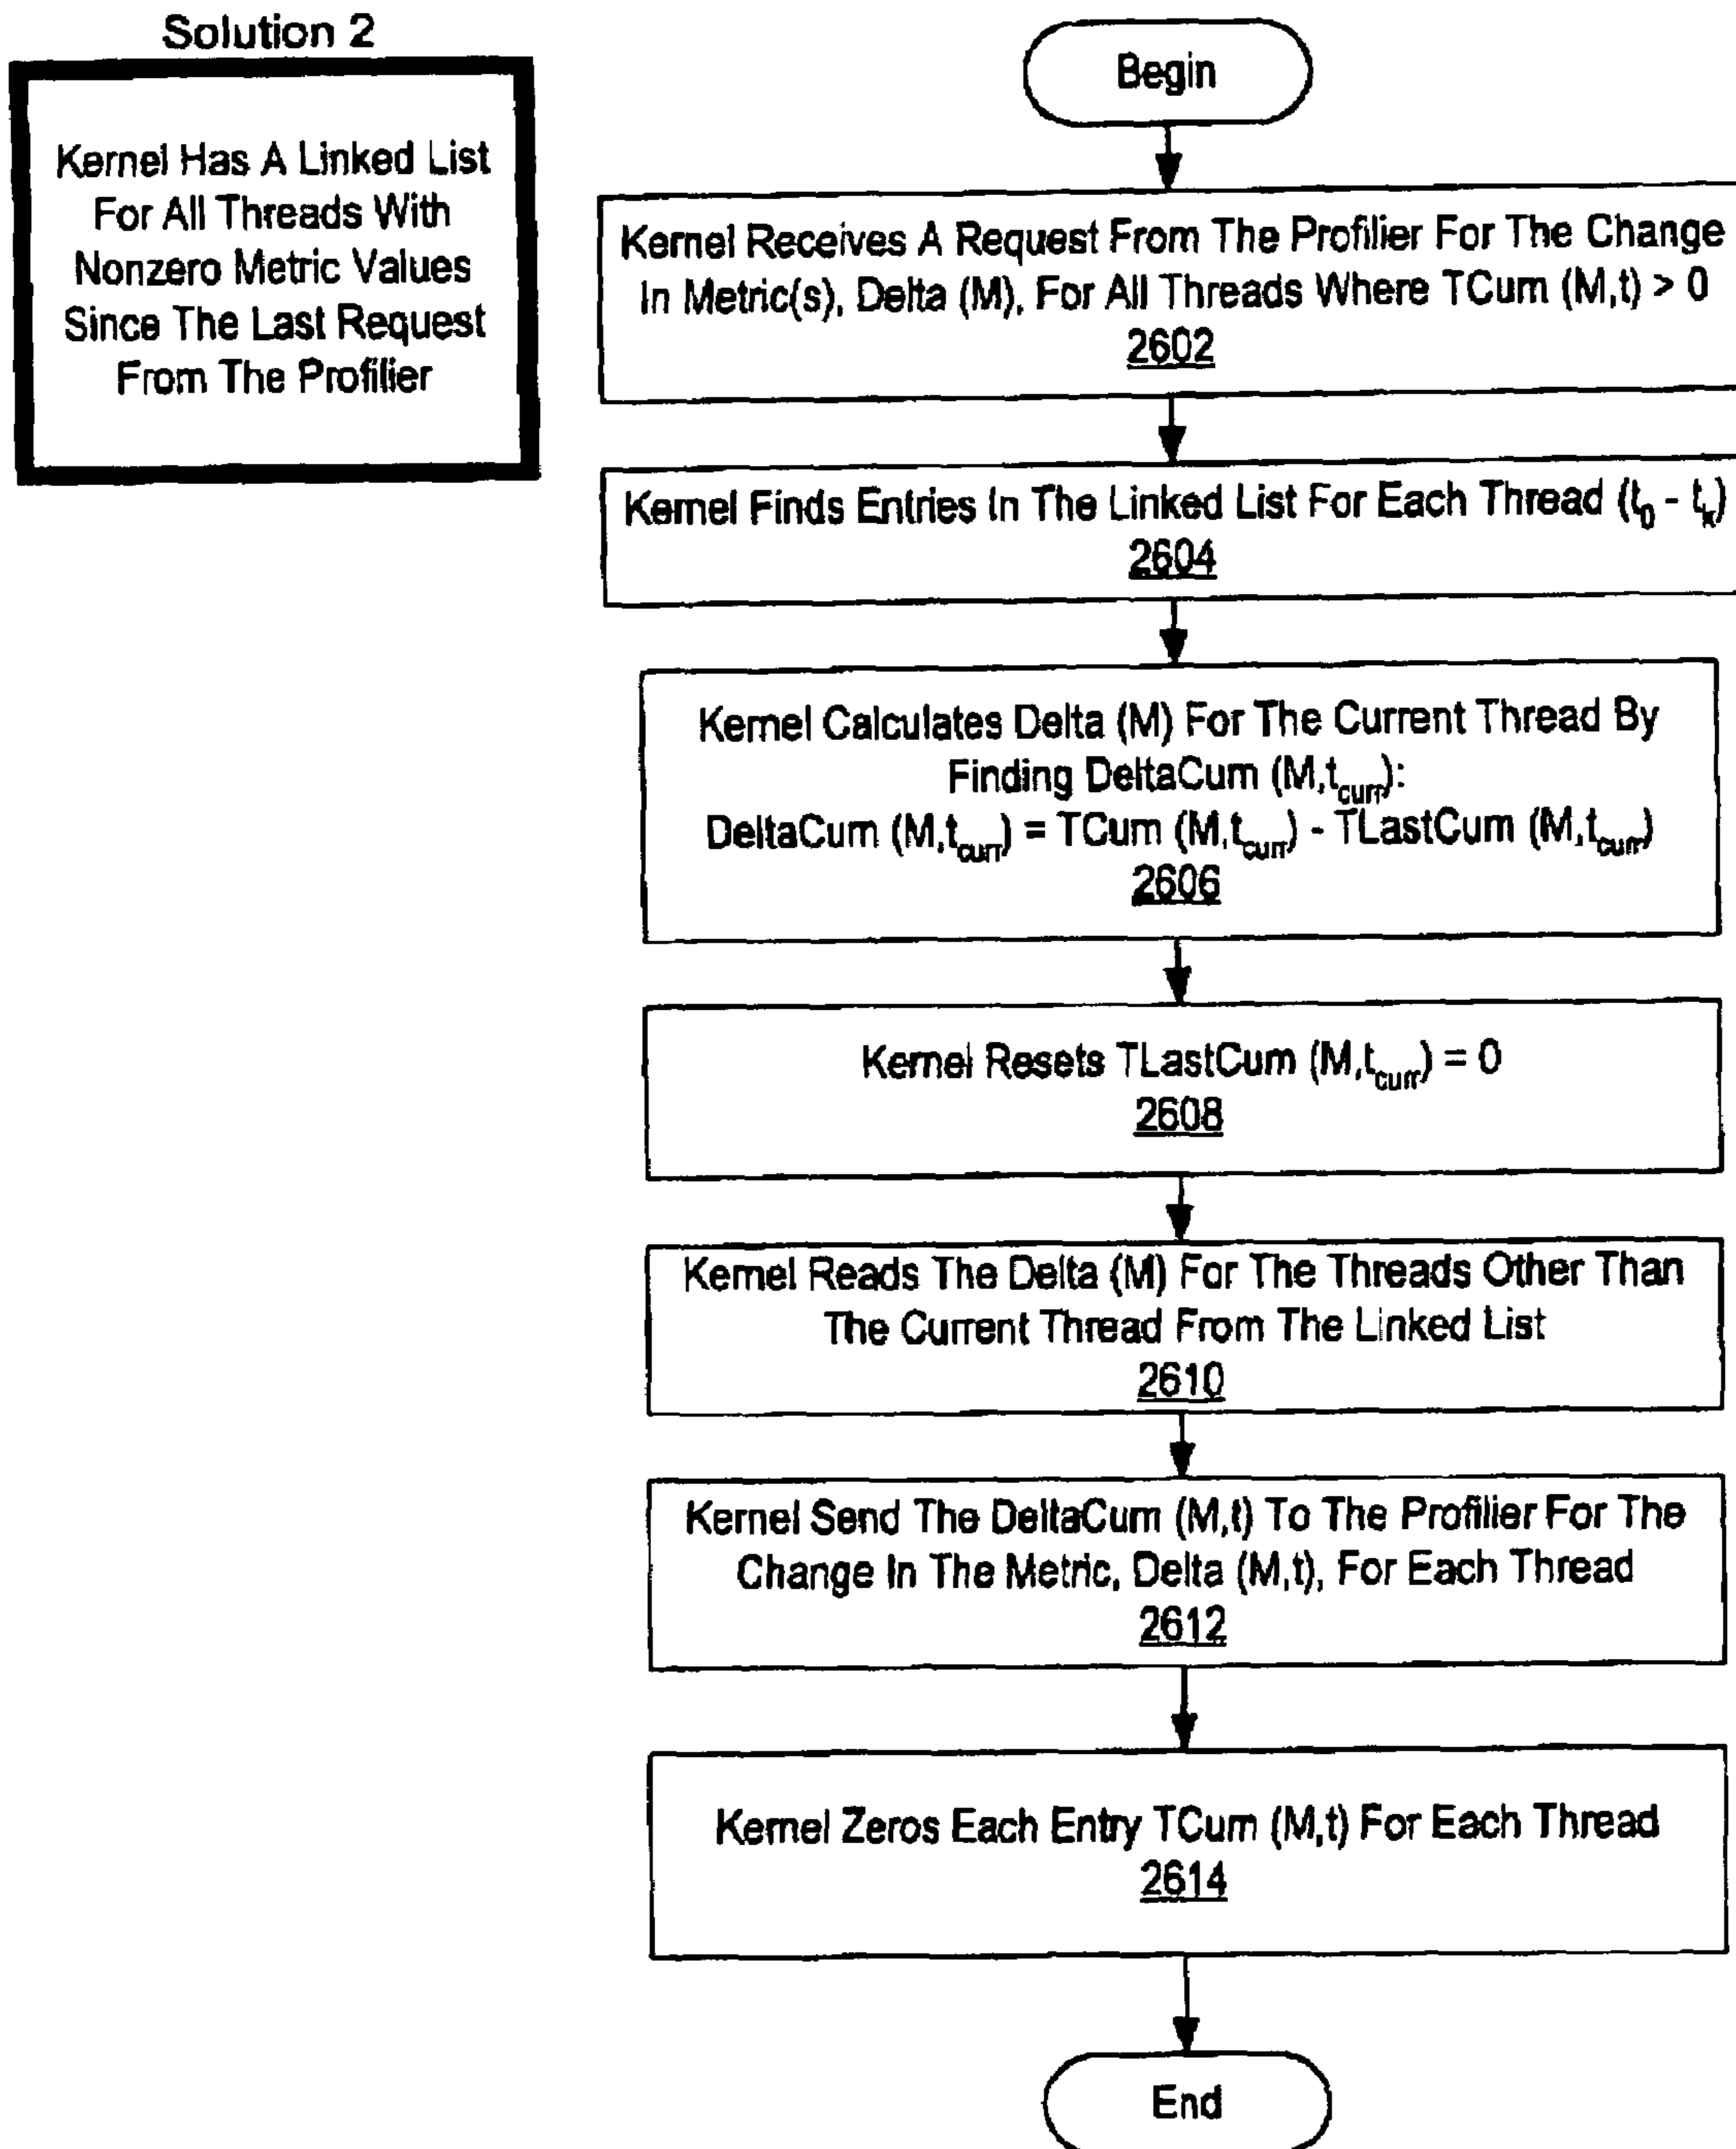 Solution 2
Kernel Has A Linked List
For All Threads With
Nonzero Metric Values
Since The Last Request
From The Profilier
Begin
Kernel Receives A Request From The Profilier For The Change
In Metric(s), Delta (M), For All Threads Where TCum (M,t) > 0
2602
Kernel Finds Entries In The Linked List For Each Thread (t₀ - tₖ)
2604
Kernel Calculates Delta (M) For The Current Thread By
Finding DeltaCum (M,t_curr):
DeltaCum (M,t_curr) = TCum (M,t_curr) - TLastCum (M,t_curr)
2606
Kernel Resets TLastCum (M,t_curr) = 0
2608
Kernel Reads The Delta (M) For The Threads Other Than
The Current Thread From The Linked List
2610
Kernel Send The DeltaCum (M,t) To The Profilier For The
Change In The Metric, Delta (M,t), For Each Thread
2612
Kernel Zeros Each Entry TCum (M,t) For Each Thread
2614
End